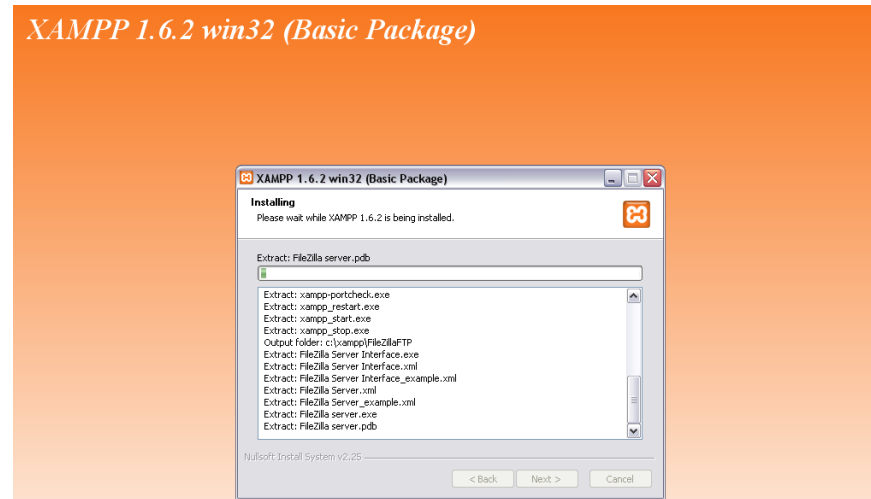 XAMPP 1.6.2 win32 (Basic Package)
XAMPP 1.6.2 win32 (Basic Package)
Installing
Please wait while XAMPP 1.6.2 is being installed.
Extract: FileZilla server.pdb
Extract: xampp-portcheck.exe
Extract: xampp_restart.exe
Extract: xampp_start.exe
Extract: xampp_stop.exe
Output folder: c:\xampp\FileZillaFTP
Extract: FileZilla Server Interface.exe
Extract: FileZilla Server Interface.xml
Extract: FileZilla Server Interface_example.xml
Extract: FileZilla Server.xml
Extract: FileZilla Server_example.xml
Extract: FileZilla server.exe
Extract: FileZilla server.pdb
Nullsoft Install System v2.25
< Back Next > Cancel